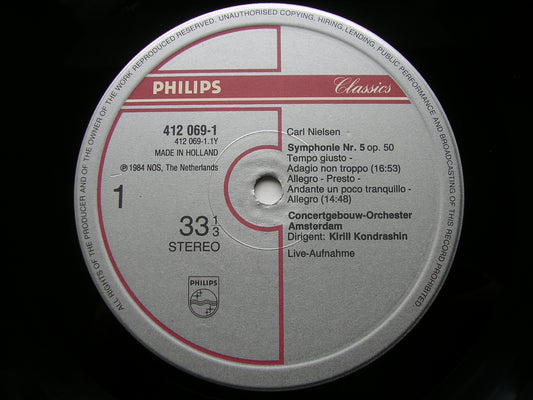 ALL RIGHTS OF THE PRODUCER AND OF THE OWNER OF THE WORK REPRODUCED RESERVED. UNAUTHORISED COPYING, HIRING, LENDING, PUBLIC PERFORMANCE AND BROADCASTING OF THIS RECORD PROHIBITED.
PHILIPS Classics
412 069-1
412 069-1.1Y
MADE IN HOLLAND
℗ 1984 NOS, The Netherlands
1
33 1/3
STEREO
PHILIPS
Carl Nielsen
Symphonie Nr. 5 op. 50
Tempo giusto -
Adagio non troppo (16:53)
Allegro - Presto -
Andante un poco tranquillo -
Allegro (14:48)
Concertgebouw-Orchester
Amsterdam
Dirigent: Kirill Kondrashin
Live-Aufnahme